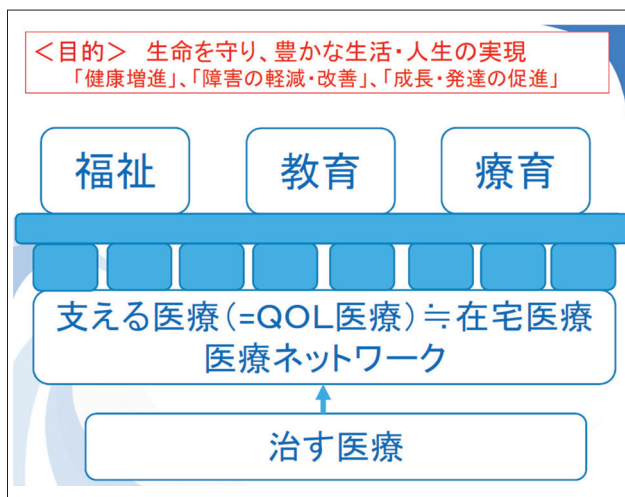 ＜目的＞ 生命を守り、豊かな生活・人生の実現
「健康増進」、「障害の軽減・改善」、「成長・発達の促進」
福祉 教育 療育
支える医療（=QOL医療）≒在宅医療
医療ネットワーク
治す医療